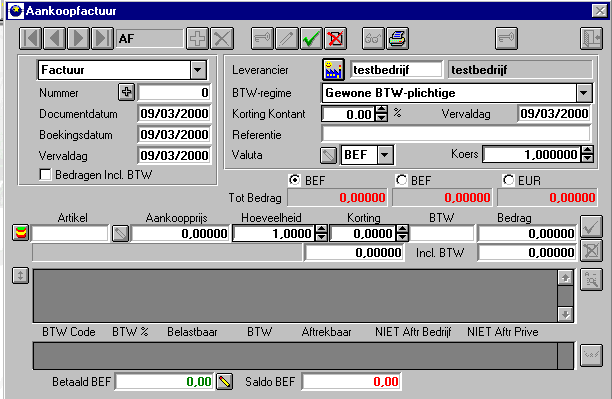 Aankoopfactuur
AF
Factuur
Leverancier testbedrijf testbedrijf
Nummer 0
BTW-regime Gewone BTW-plichtige
Documentdatum 09/03/2000
Korting Kontant 0.00 % Vervaldag 09/03/2000
Boekingsdatum 09/03/2000
Referentie
Vervaldag 09/03/2000
Valuta BEF Koers 1,000000
Bedragen Incl. BTW
BEF BEF EUR
Tot Bedrag 0,00000 0,00000 0,00000
Artikel Aankoopprijs Hoeveelheid Korting BTW Bedrag
0,00000 1,0000 0,0000 0,00000
0,00000 Incl. BTW 0,00000
BTW Code BTW % Belastbaar BTW Aftrekbaar NIET Aftr Bedrijf NIET Aftr Prive
Betaald BEF 0,00 Saldo BEF 0,00